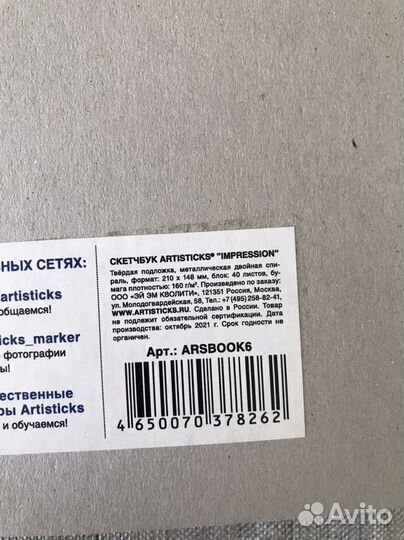 ВНЫХ СЕТЯХ:
/artisticks
общаемся!
icks_marker
фотографии
ы!
ественные
ры Artisticks
и обучаемся!
СКЕТЧБУК ARTISTICKS® "IMPRESSION"
Твёрдая подложка, металлическая двойная спи-
раль, формат: 210 х 148 мм, блок: 40 листов, бу-
мага плотностью: 160 г/м². Произведено по заказу:
ООО «ЭЙ ЭМ КВОЛИТИ», 121351 Россия, Москва,
ул. Молодогвардейская, 58, Тел.: +7 (495) 258-82-41,
WWW.ARTISTICKS.RU. Сделано в России. Товар
не подлежит обязательной сертификации. Дата
производства: октябрь 2021 г. Срок годности не
ограничен.
Арт.: ARSBOOK6
4 650070 378262
Avito